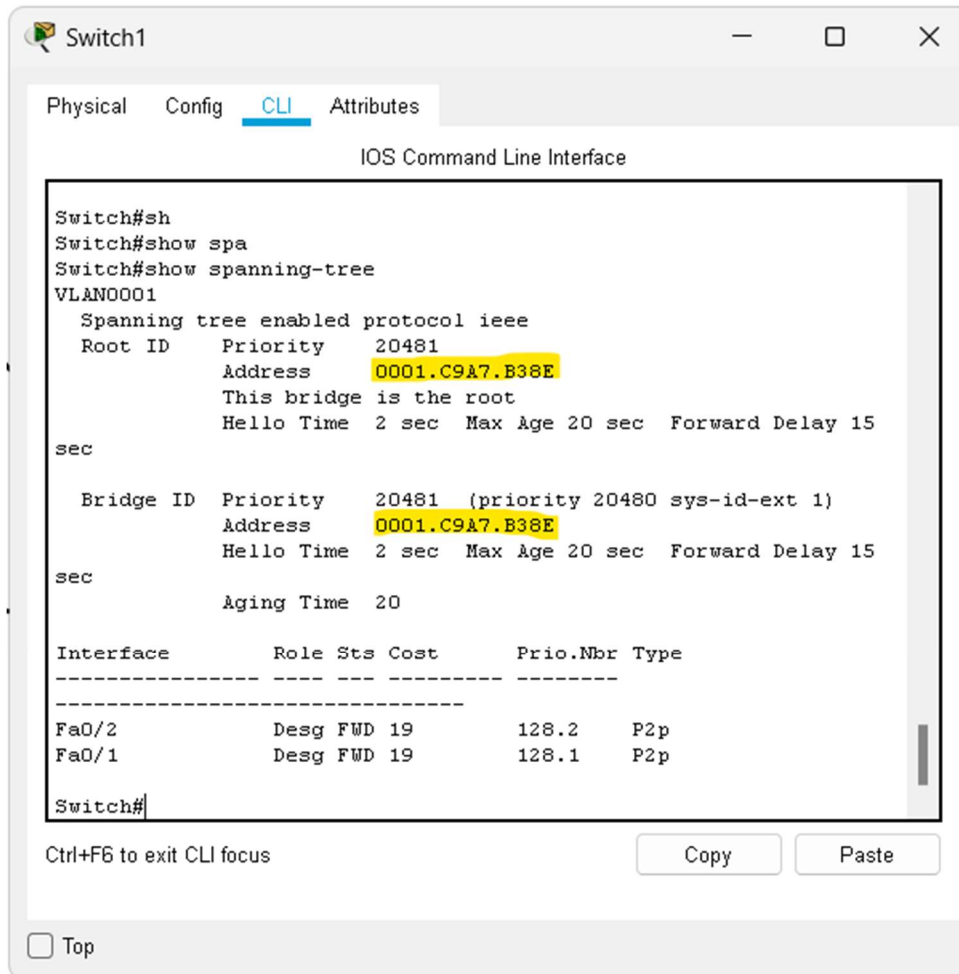 Switch1
Physical Config CLI Attributes
IOS Command Line Interface
Switch#sh
Switch#show spa
Switch#show spanning-tree
VLAN0001
  Spanning tree enabled protocol ieee
  Root ID    Priority    20481
             Address     0001.C9A7.B38E
             This bridge is the root
             Hello Time  2 sec  Max Age 20 sec  Forward Delay 15
sec

  Bridge ID  Priority    20481  (priority 20480 sys-id-ext 1)
             Address     0001.C9A7.B38E
             Hello Time  2 sec  Max Age 20 sec  Forward Delay 15
sec
             Aging Time  20

Interface        Role Sts Cost      Prio.Nbr Type
---------------- ---- --- --------- --------
--------------------------------
Fa0/2            Desg FWD 19        128.2    P2p
Fa0/1            Desg FWD 19        128.1    P2p

Switch#
Ctrl+F6 to exit CLI focus
Copy Paste
Top